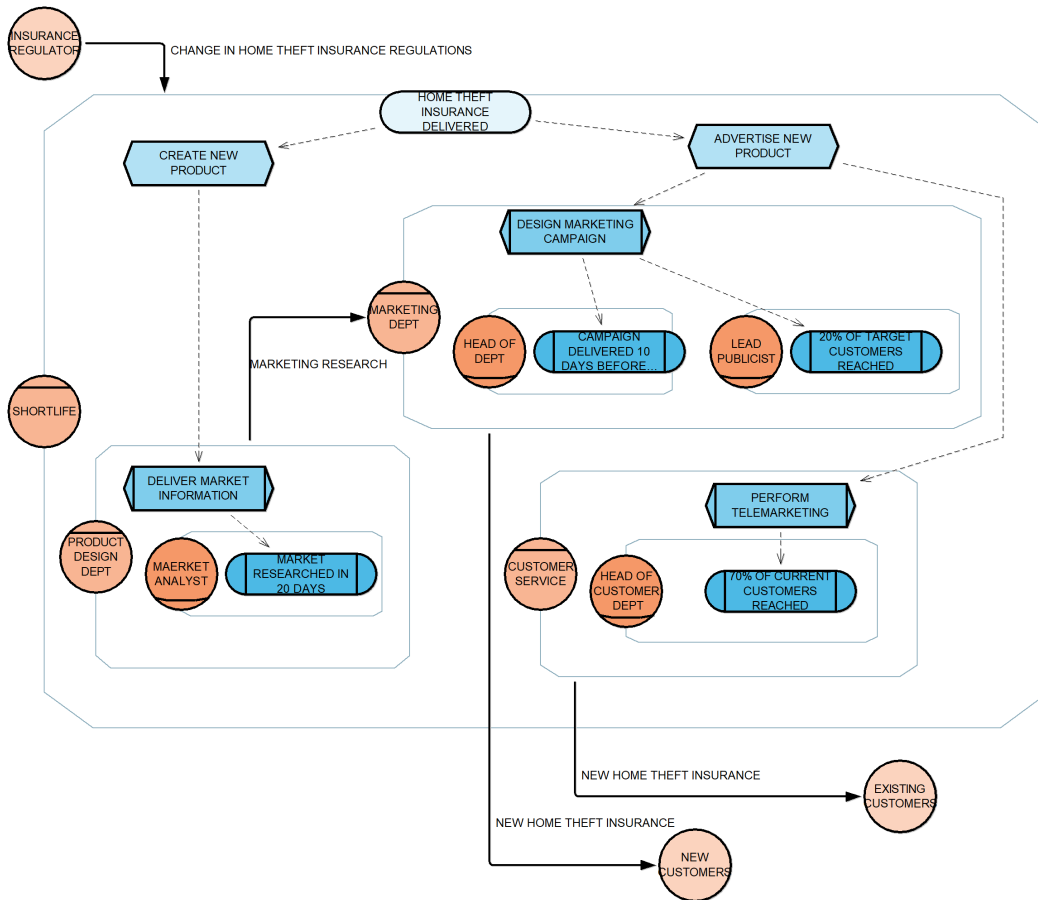 INSURANCE
REGULATOR
CHANGE IN HOME THEFT INSURANCE REGULATIONS
HOME THEFT
INSURANCE
DELIVERED
CREATE NEW
PRODUCT
ADVERTISE NEW
PRODUCT
DESIGN MARKETING
CAMPAIGN
MARKETING
DEPT
HEAD OF
DEPT
CAMPAIGN
DELIVERED 10
DAYS BEFORE...
LEAD
PUBLICIST
20% OF TARGET
CUSTOMERS
REACHED
MARKETING RESEARCH
SHORTLIFE
DELIVER MARKET
INFORMATION
PRODUCT
DESIGN
DEPT
MAERKET
ANALYST
MARKET
RESEARCHED IN
20 DAYS
PERFORM
TELEMARKETING
CUSTOMER
SERVICE
HEAD OF
CUSTOMER
DEPT
70% OF CURRENT
CUSTOMERS
REACHED
NEW HOME THEFT INSURANCE
EXISTING
CUSTOMERS
NEW HOME THEFT INSURANCE
NEW
CUSTOMERS